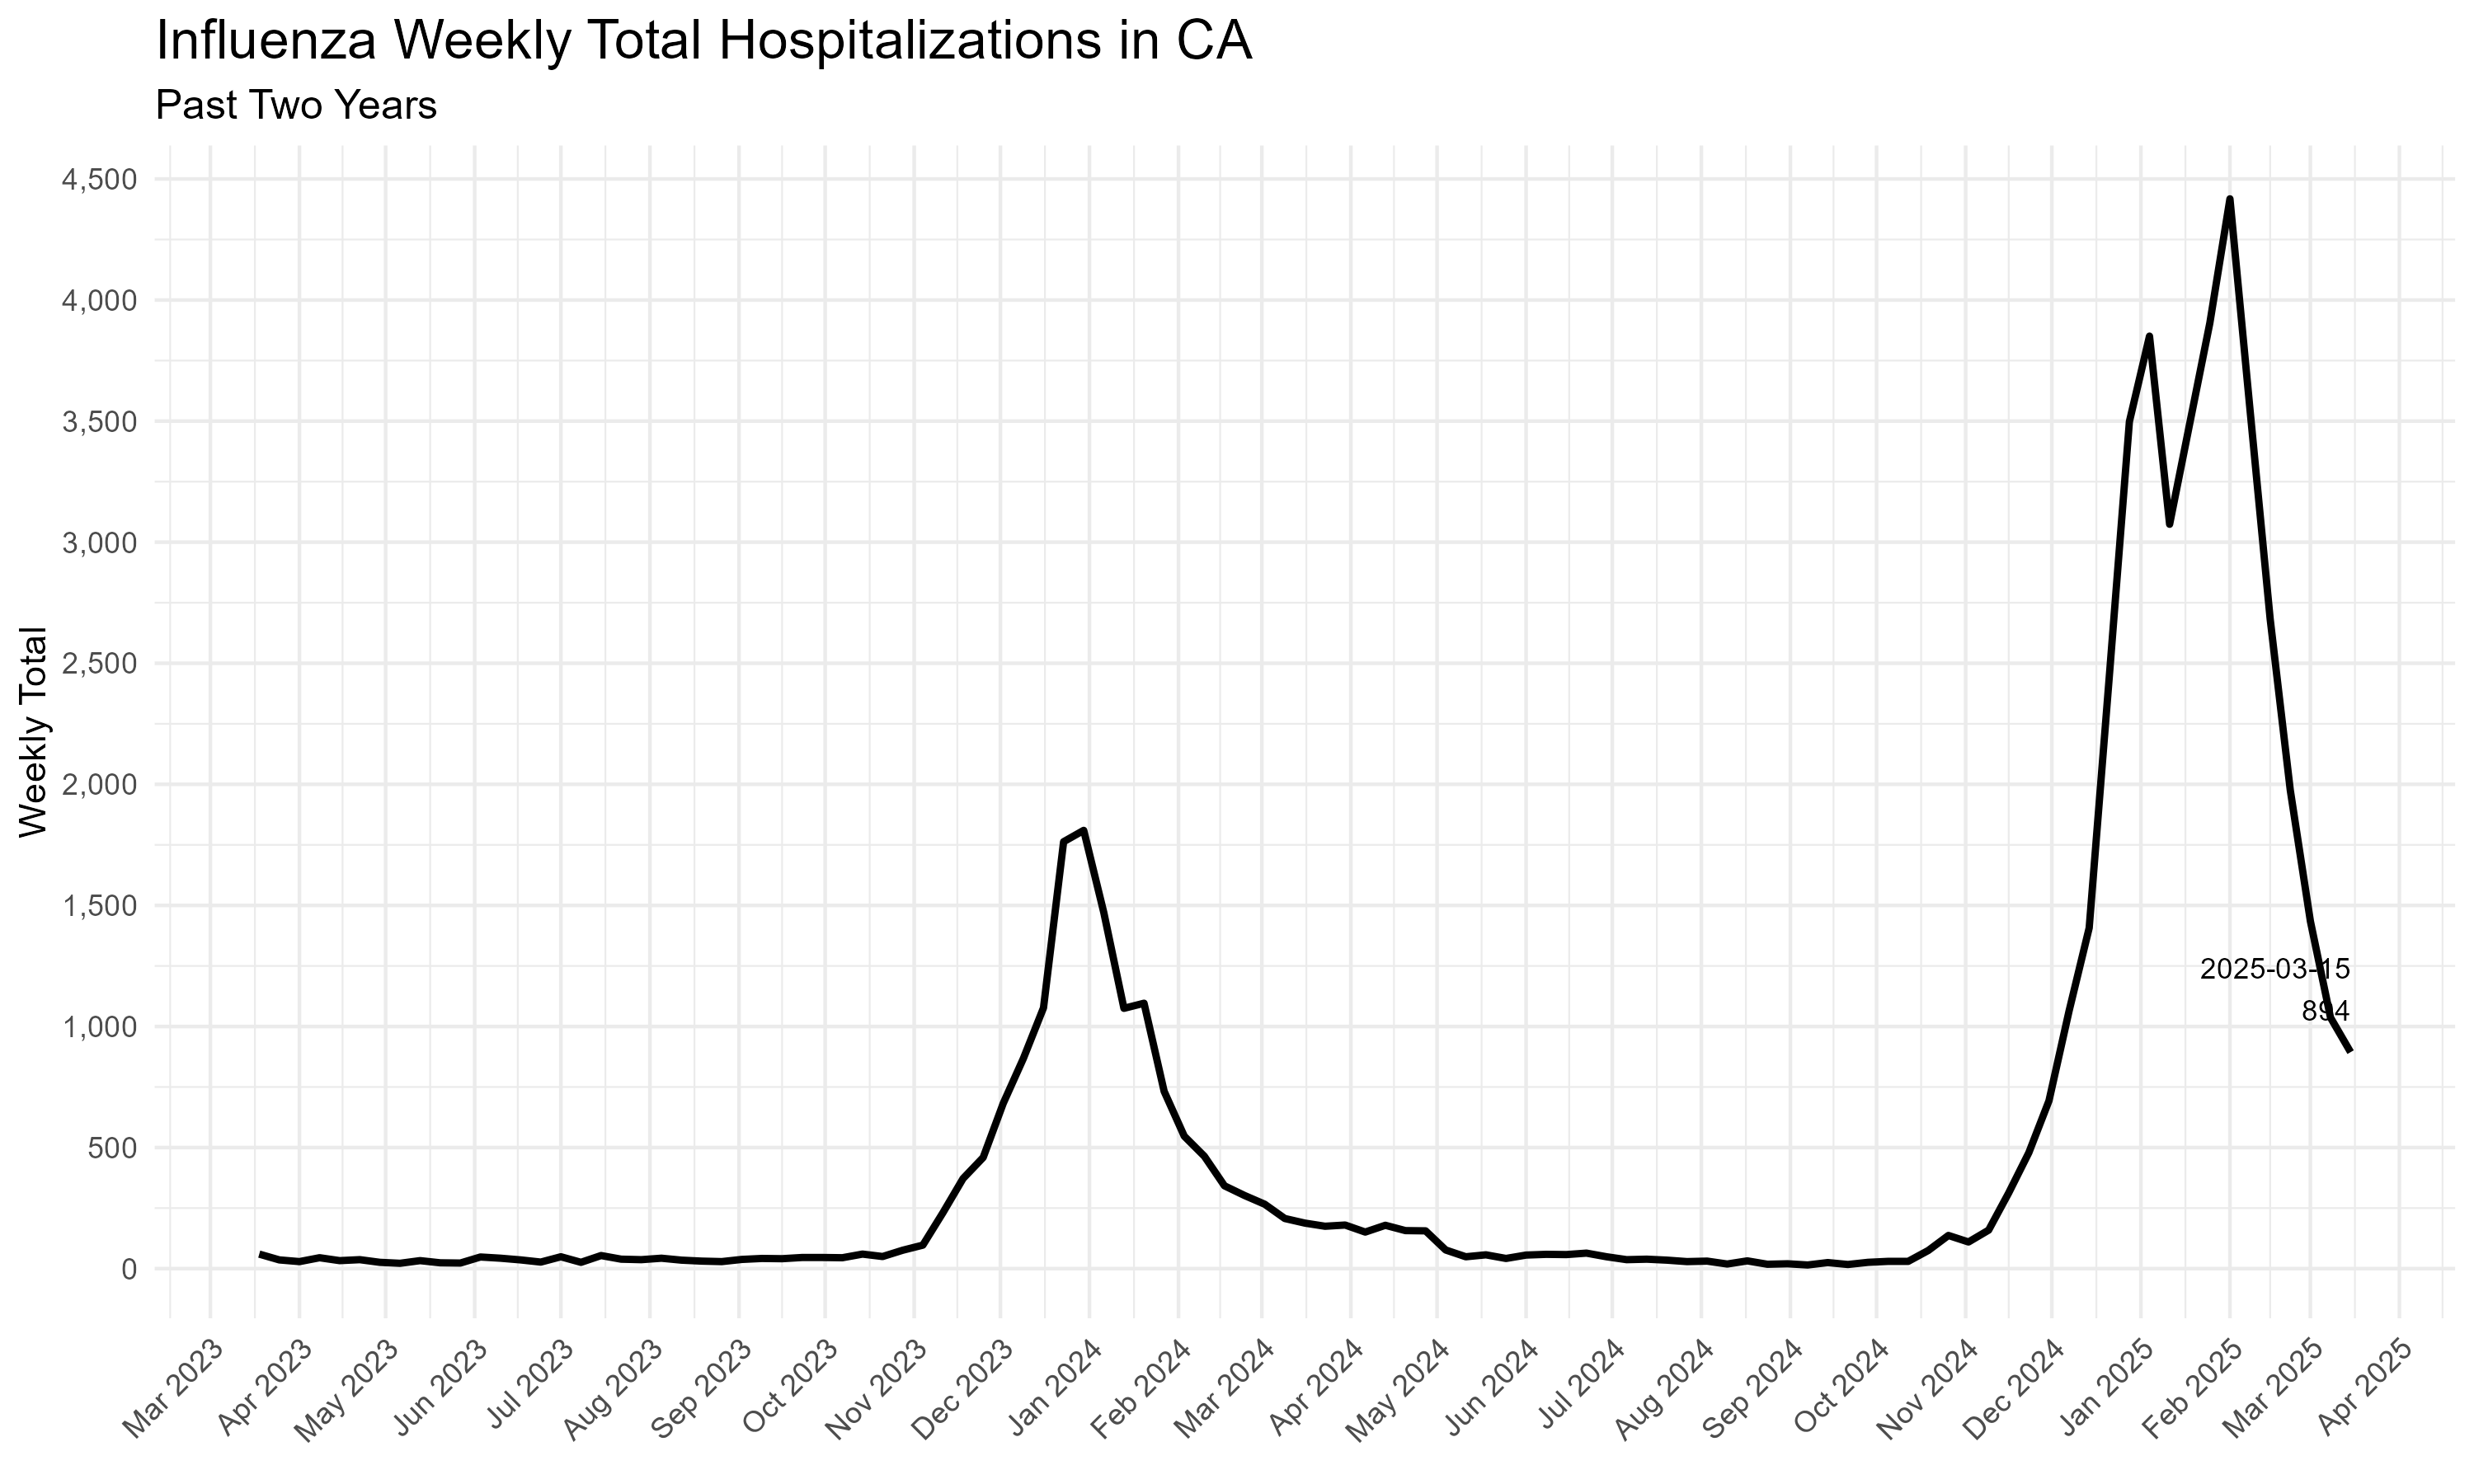 Influenza Weekly Total Hospitalizations in CA
Past Two Years
Weekly Total
4,500
4,000
3,500
3,000
2,500
2,000
1,500
1,000
500
0
2025-03-15
894
Mar 2023
Apr 2023
May 2023
Jun 2023
Jul 2023
Aug 2023
Sep 2023
Oct 2023
Nov 2023
Dec 2023
Jan 2024
Feb 2024
Mar 2024
Apr 2024
May 2024
Jun 2024
Jul 2024
Aug 2024
Sep 2024
Oct 2024
Nov 2024
Dec 2024
Jan 2025
Feb 2025
Mar 2025
Apr 2025